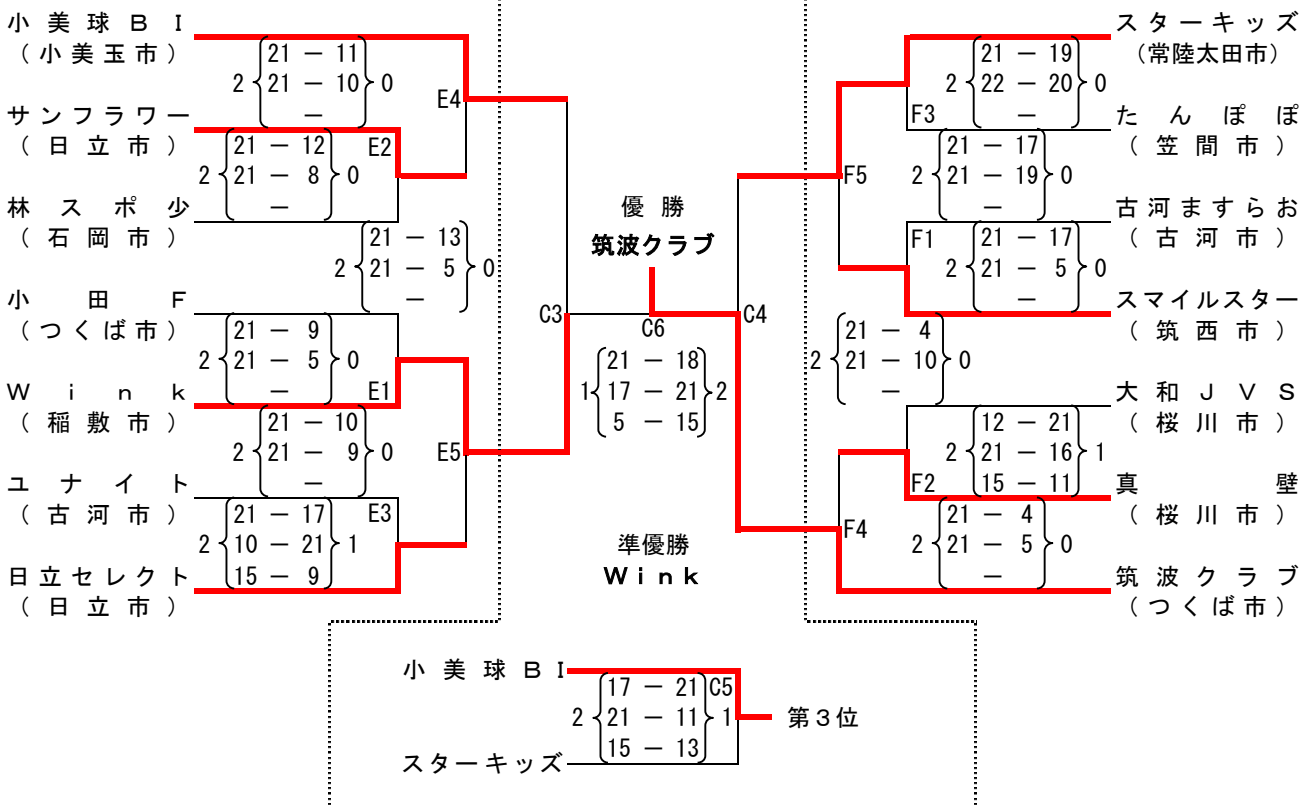 小美球ＢＩ
（小美玉市）
21 － 11
2 21 － 10 0
－
E4
サンフラワー
（日立市）
21 － 12
2 21 － 8 0
－
E2
林スポ少
（石岡市）
21 － 13
2 21 － 5 0
－
小田Ｆ
（つくば市）
21 － 9
2 21 － 5 0
－
E1
Ｗｉｎｋ
（稲敷市）
21 － 10
2 21 － 9 0
－
E5
ユナイト
（古河市）
21 － 17
2 10 － 21 1
15 － 9
E3
日立セレクト
（日立市）
優勝
筑波クラブ
C3
C6
C4
21 － 18
1 17 － 21 2
5 － 15
準優勝
Ｗｉｎｋ
スターキッズ
（常陸太田市）
21 － 19
2 22 － 20 0
－
F3
たんぽぽ
（笠間市）
21 － 17
2 21 － 19 0
－
F5
古河ますらお
（古河市）
F1
21 － 17
2 21 － 5 0
－
スマイルスター
（筑西市）
21 － 4
2 21 － 10 0
－
大和ＪＶＳ
（桜川市）
12 － 21
2 21 － 16 1
15 － 11
F2
真壁
（桜川市）
21 － 4
2 21 － 5 0
－
F4
筑波クラブ
（つくば市）
小美球ＢＩ
17 － 21
2 21 － 11 1
15 － 13
C5
第３位
スターキッズ